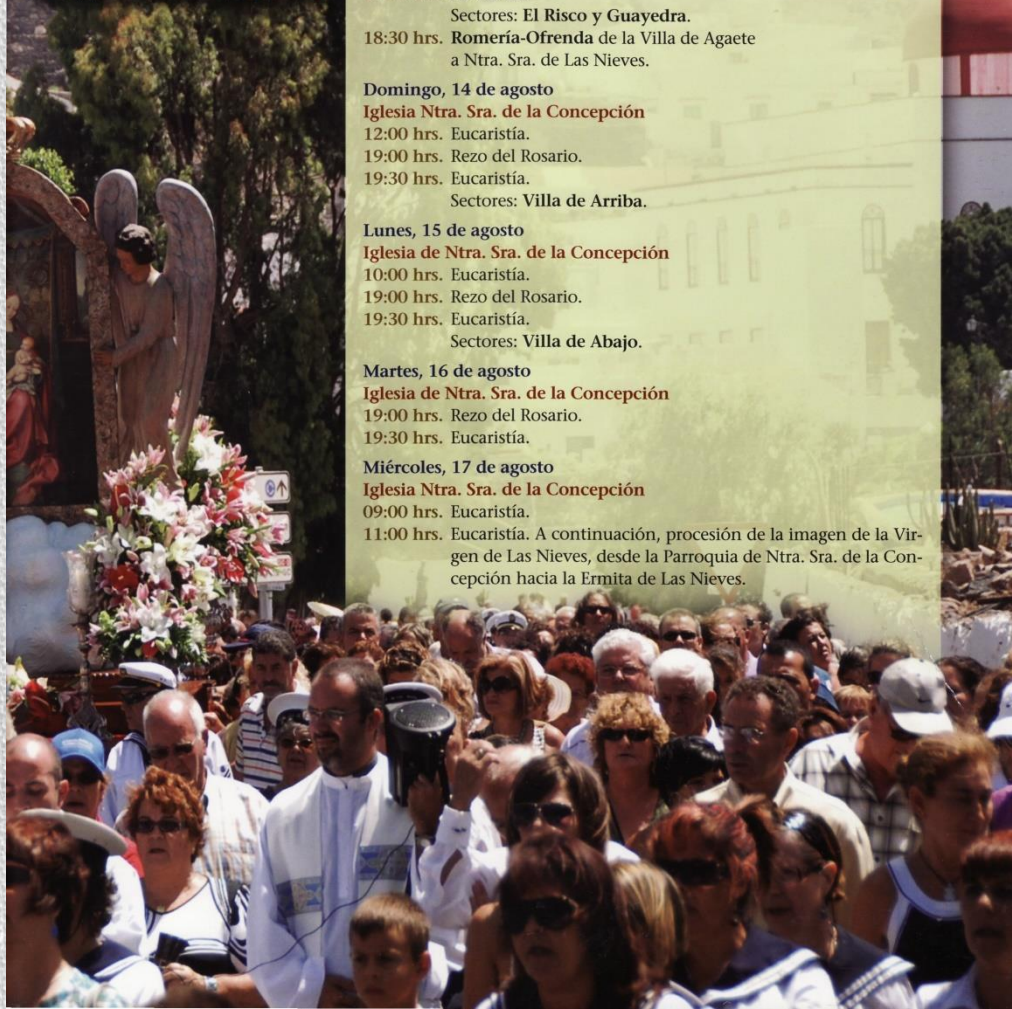 Sectores: El Risco y Guayedra.
18:30 hrs. Romería-Ofrenda de la Villa de Agaete
a Ntra. Sra. de Las Nieves.
Domingo, 14 de agosto
Iglesia Ntra. Sra. de la Concepción
12:00 hrs. Eucaristía.
19:00 hrs. Rezo del Rosario.
19:30 hrs. Eucaristía.
Sectores: Villa de Arriba.
Lunes, 15 de agosto
Iglesia de Ntra. Sra. de la Concepción
10:00 hrs. Eucaristía.
19:00 hrs. Rezo del Rosario.
19:30 hrs. Eucaristía.
Sectores: Villa de Abajo.
Martes, 16 de agosto
Iglesia de Ntra. Sra. de la Concepción
19:00 hrs. Rezo del Rosario.
19:30 hrs. Eucaristía.
Miércoles, 17 de agosto
Iglesia Ntra. Sra. de la Concepción
09:00 hrs. Eucaristía.
11:00 hrs. Eucaristía. A continuación, procesión de la imagen de la Vir-
gen de Las Nieves, desde la Parroquia de Ntra. Sra. de la Con-
cepción hacia la Ermita de Las Nieves.